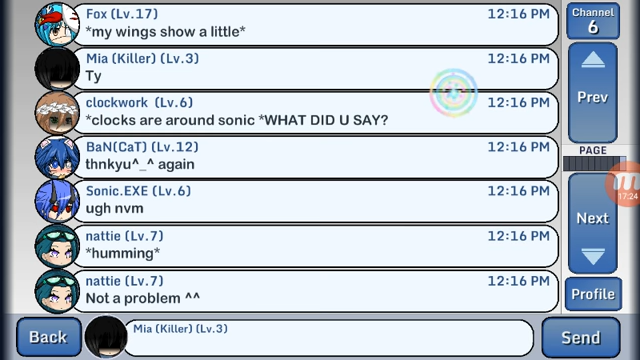 Fox (Lv.17) 12:16 PM
*my wings show a little*
Mia (Killer) (Lv.3) 12:16 PM
Ty
clockwork (Lv.6) 12:16 PM
*clocks are around sonic *WHAT DID U SAY?
BaN(CaT) (Lv.12) 12:16 PM
thnkyu^_^ again
Sonic.EXE (Lv.6) 12:16 PM
ugh nvm
nattie (Lv.7) 12:16 PM
*humming*
nattie (Lv.7) 12:16 PM
Not a problem ^^
Channel
6
Prev
PAGE
17:24
Next
Profile
Back
Mia (Killer) (Lv.3)
Send